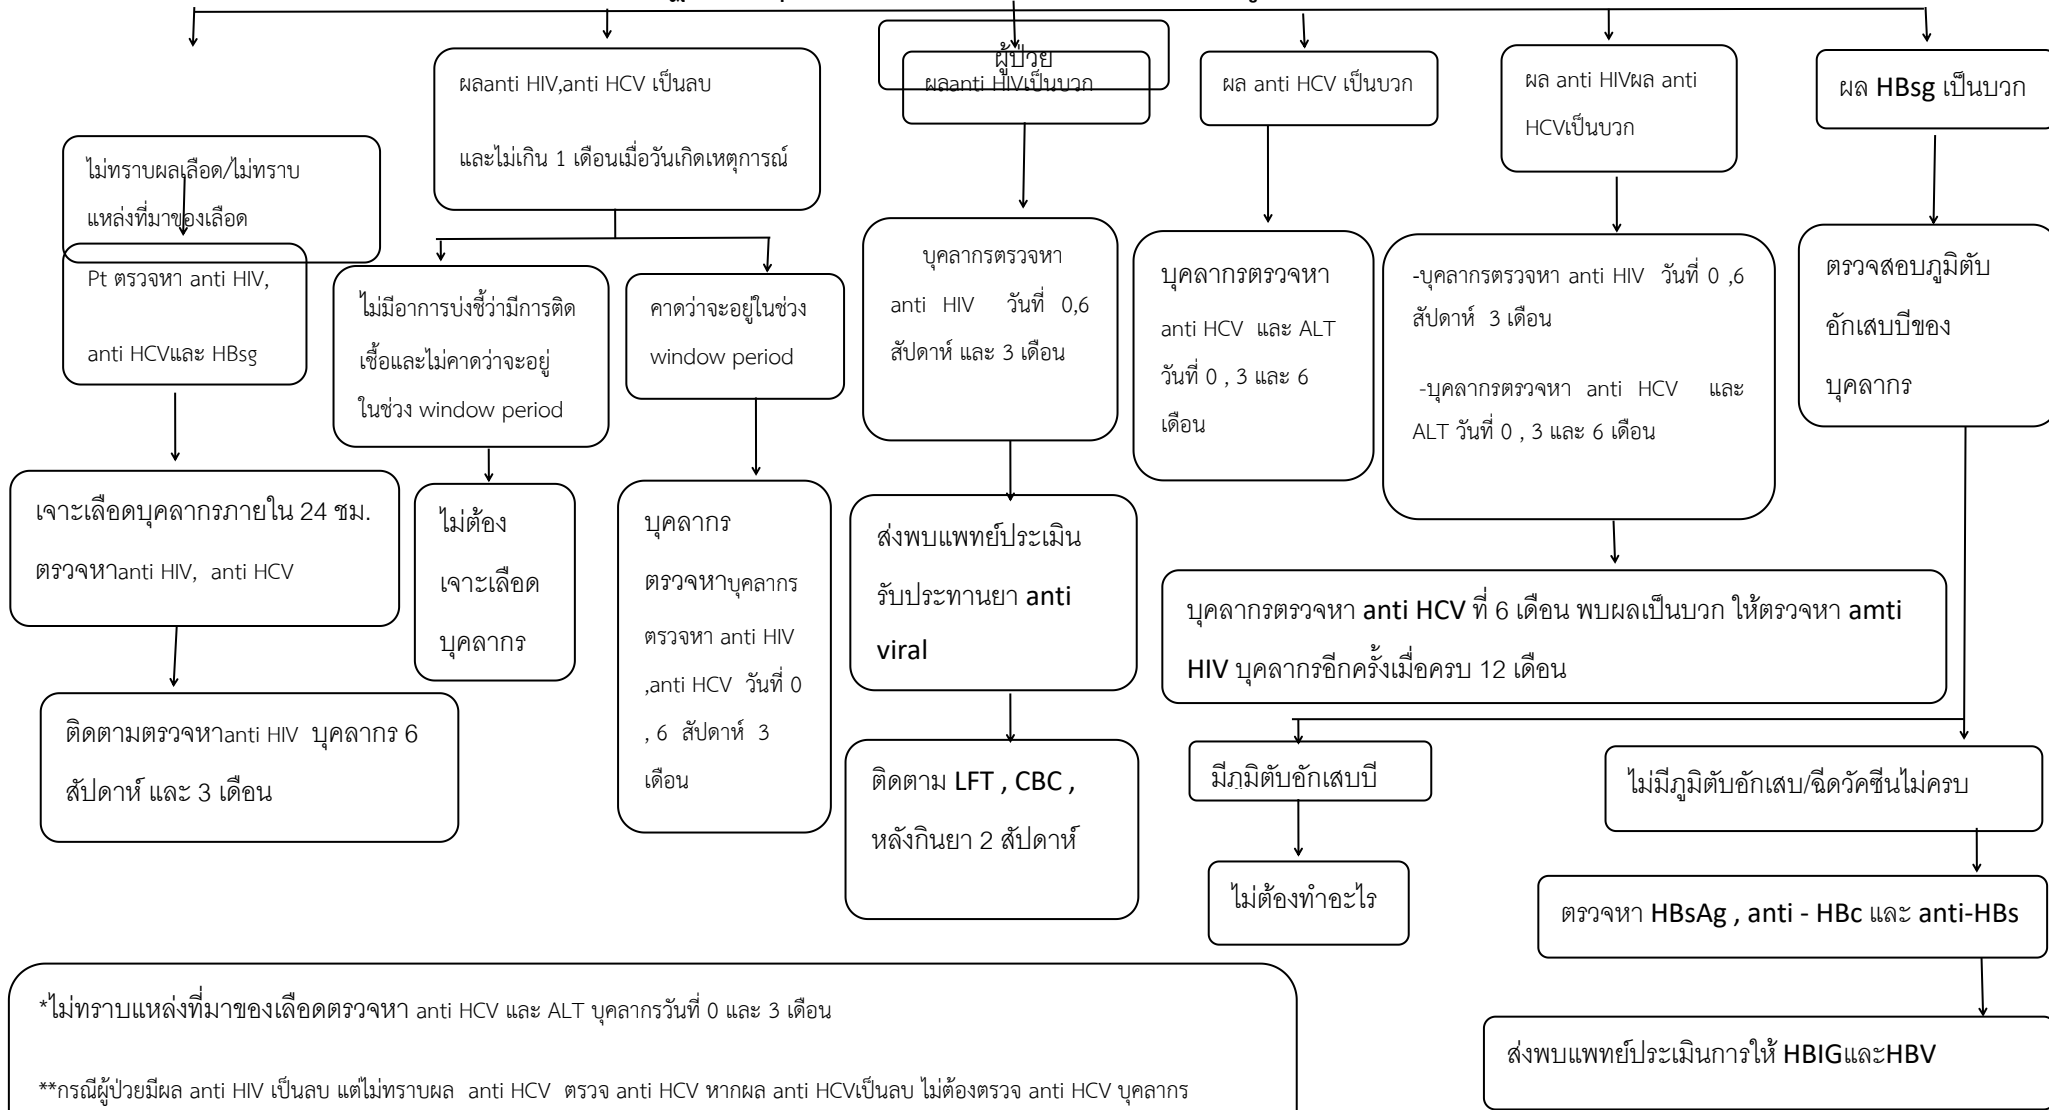 ผู้ป่วย
ไม่ทราบผลเลือด/ไม่ทราบ
แหล่งที่มาของเลือด
Pt ตรวจหา anti HIV,
anti HCVและ HBsg
เจาะเลือดบุคลากรภายใน 24 ชม.
ตรวจหาanti HIV, anti HCV
ติดตามตรวจหาanti HIV บุคลากร 6
สัปดาห์ และ 3 เดือน
ผลanti HIV,anti HCV เป็นลบ
และไม่เกิน 1 เดือนเมื่อวันเกิดเหตุการณ์
ไม่มีอาการบ่งชี้ว่ามีการติด
เชื้อและไม่คาดว่าจะอยู่
ในช่วง window period
ไม่ต้อง
เจาะเลือด
บุคลากร
คาดว่าจะอยู่ในช่วง
window period
บุคลากร
ตรวจหาบุคลากร
ตรวจหา anti HIV
,anti HCV วันที่ 0
, 6 สัปดาห์ 3
เดือน
ผลanti HIVเป็นบวก
บุคลากรตรวจหา
anti HIV วันที่ 0,6
สัปดาห์ และ 3 เดือน
ส่งพบแพทย์ประเมิน
รับประทานยา anti
viral
ติดตาม LFT , CBC ,
หลังกินยา 2 สัปดาห์
ผล anti HCV เป็นบวก
บุคลากรตรวจหา
anti HCV และ ALT
วันที่ 0 , 3 และ 6
เดือน
ผล anti HIVผล anti
HCVเป็นบวก
-บุคลากรตรวจหา anti HIV วันที่ 0 ,6
สัปดาห์ 3 เดือน
-บุคลากรตรวจหา anti HCV และ
ALT วันที่ 0 , 3 และ 6 เดือน
บุคลากรตรวจหา anti HCV ที่ 6 เดือน พบผลเป็นบวก ให้ตรวจหา amti
HIV บุคลากรอีกครั้งเมื่อครบ 12 เดือน
ผล HBsg เป็นบวก
ตรวจสอบภูมิตับ
อักเสบบีของ
บุคลากร
มีภูมิตับอักเสบบี
ไม่ต้องทำอะไร
ไม่มีภูมิตับอักเสบ/ฉีดวัคซีนไม่ครบ
ตรวจหา HBsAg , anti - HBc และ anti-HBs
ส่งพบแพทย์ประเมินการให้ HBIGและHBV
*ไม่ทราบแหล่งที่มาของเลือดตรวจหา anti HCV และ ALT บุคลากรวันที่ 0 และ 3 เดือน
**กรณีผู้ป่วยมีผล anti HIV เป็นลบ แต่ไม่ทราบผล anti HCV ตรวจ anti HCV หากผล anti HCVเป็นลบ ไม่ต้องตรวจ anti HCV บุคลากร